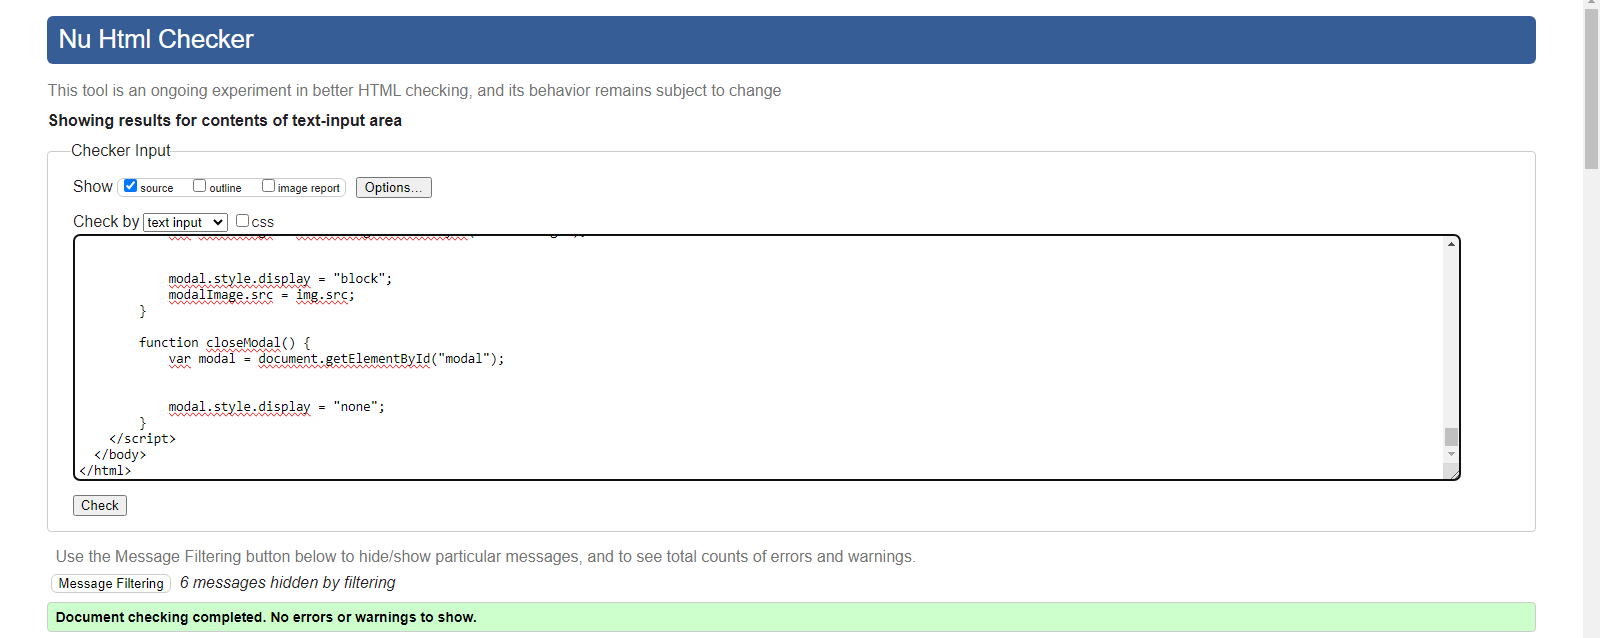 Nu Html Checker
This tool is an ongoing experiment in better HTML checking, and its behavior remains subject to change
Showing results for contents of text-input area
Checker Input
Show source outline image report Options...
Check by text input css
modal.style.display = "block";
modalImage.src = img.src;
}
function closeModal() {
var modal = document.getElementById("modal");
modal.style.display = "none";
}
</script>
</body>
</html>
Check
Use the Message Filtering button below to hide/show particular messages, and to see total counts of errors and warnings.
Message Filtering 6 messages hidden by filtering
Document checking completed. No errors or warnings to show.